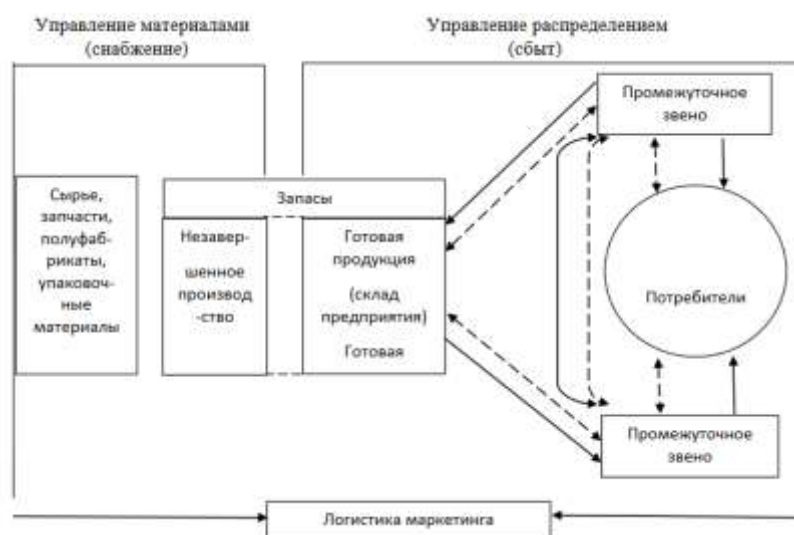 Управление материалами
(снабжение)
Управление распределением
(сбыт)
Промежуточное
звено
Сырье,
запчасти,
полуфаб-
рикаты,
упаковоч-
ные
материалы
Запасы
Незавер-
шенное
производ
-ство
Готовая
продукция
(склад
предприятия)
Готовая
Потребители
Промежуточное
звено
Логистика маркетинга